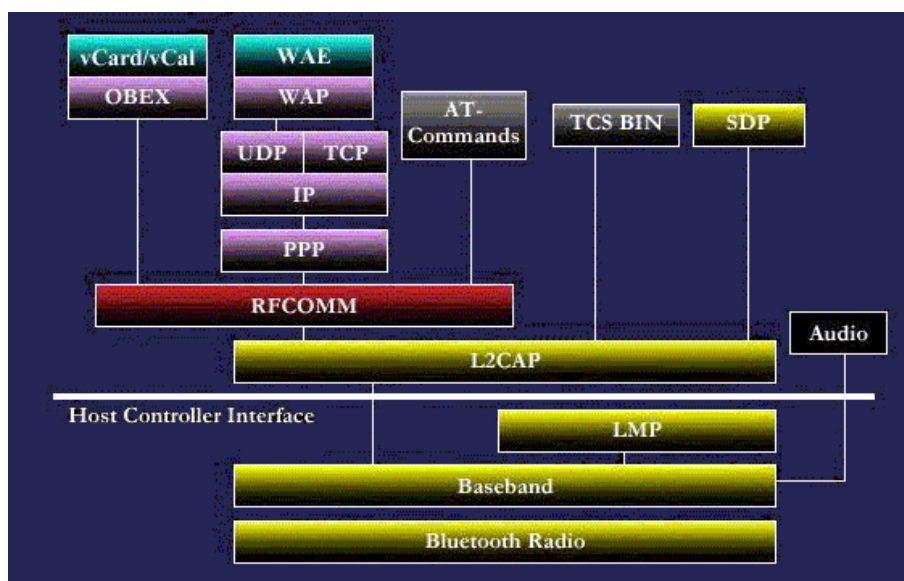 vCard/vCal
OBEX
WAE
WAP
UDP
TCP
IP
PPP
AT-
Commands
TCS BIN
SDP
RFCOMM
L2CAP
Audio
Host Controller Interface
LMP
Baseband
Bluetooth Radio